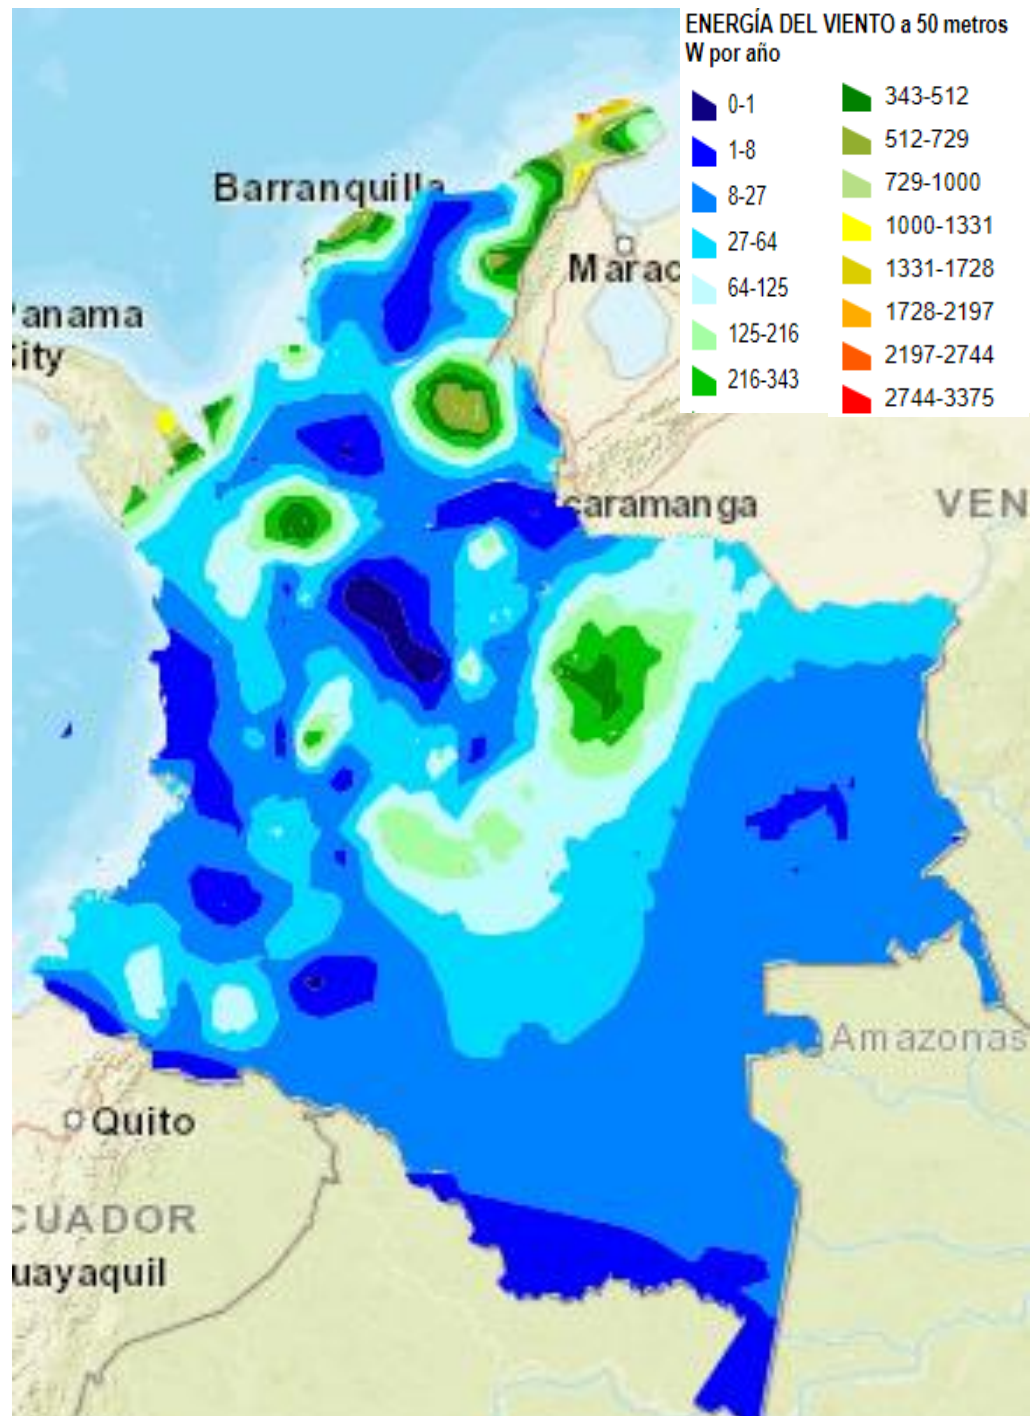 ENERGÍA DEL VIENTO a 50 metros
W por año
0-1
1-8
8-27
27-64
64-125
125-216
216-343
343-512
512-729
729-1000
1000-1331
1331-1728
1728-2197
2197-2744
2744-3375
Barranquilla
Marac
anama
City
caramanga
VEN
Amazonas
Quito
CUADOR
uayaquil